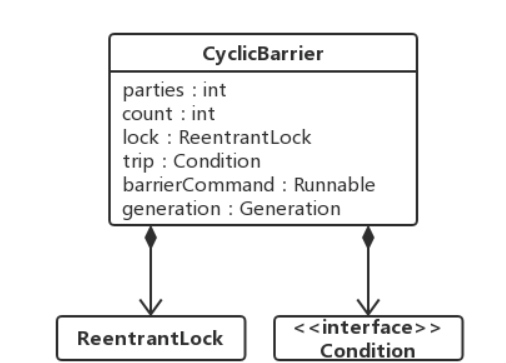 CyclicBarrier
parties : int
count : int
lock : ReentrantLock
trip : Condition
barrierCommand : Runnable
generation : Generation
ReentrantLock
<<interface>>
Condition